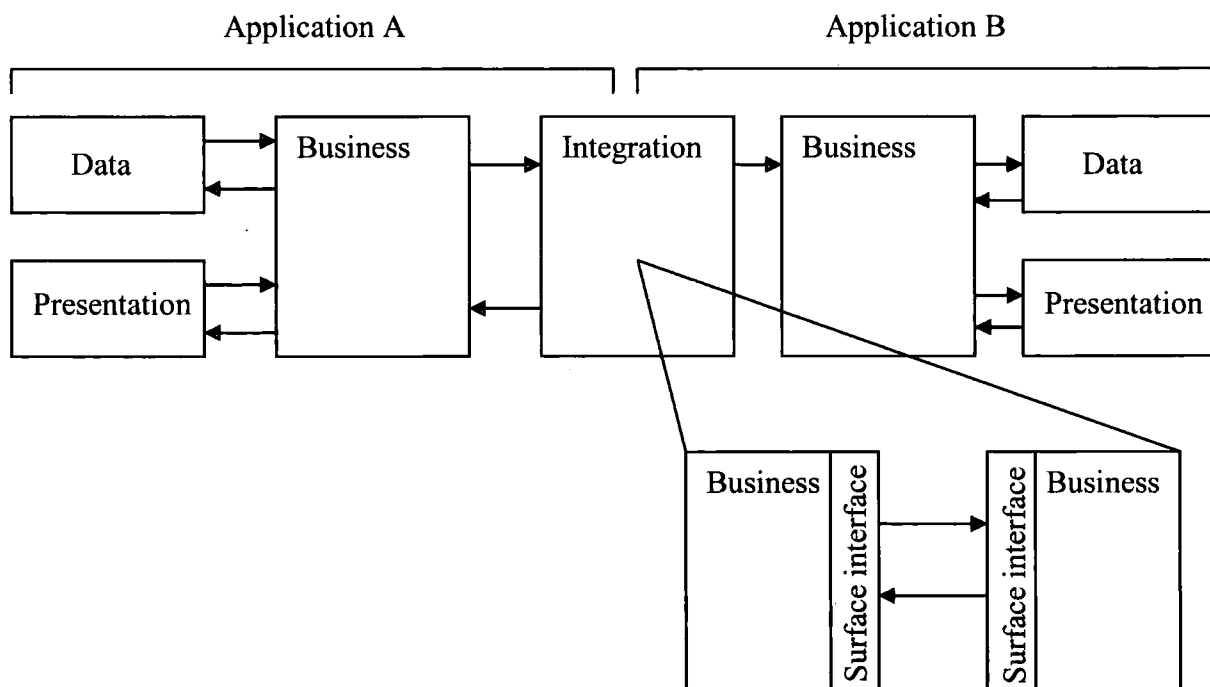 Application A
Application B
Data
Business
Integration
Business
Data
Presentation
Presentation
Business
Surface interface
Surface interface
Business